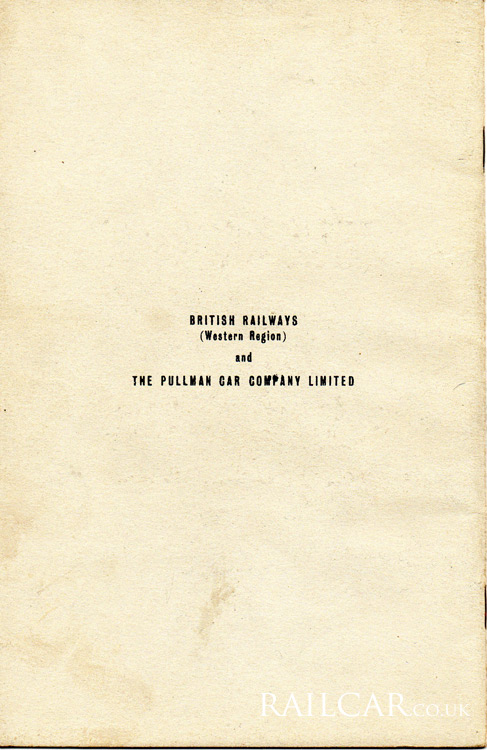 BRITISH RAILWAYS
(Western Region)
and
THE PULLMAN CAR COMPANY LIMITED
RAILCAR.CO.UK